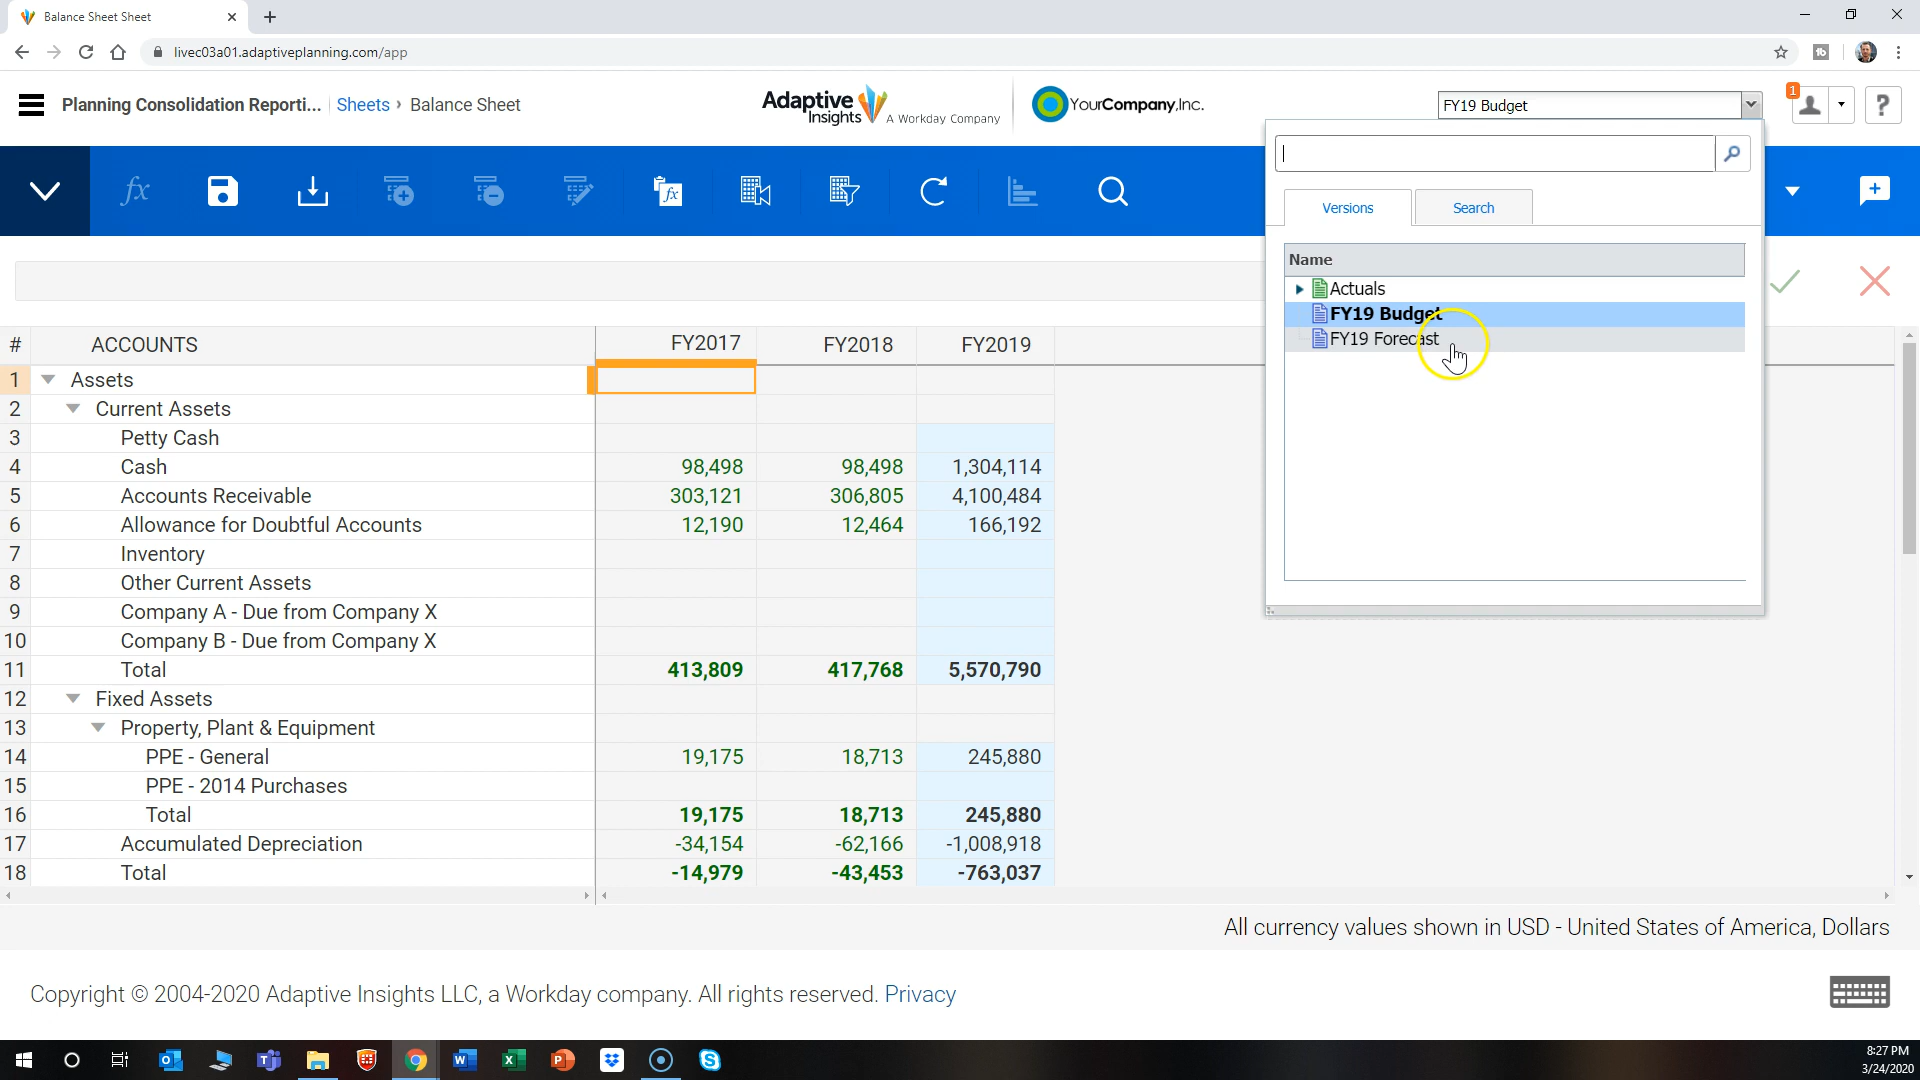 Balance Sheet Sheet
livec03a01.adaptiveplanning.com/app
Planning Consolidation Reporti... Sheets › Balance Sheet
Adaptive Insights A Workday Company
YourCompany,Inc.
FY19 Budget
1
?
fx
fx
Versions Search
Name
Actuals
FY19 Budget
FY19 Forecast
# ACCOUNTS FY2017 FY2018 FY2019
1 Assets
2 Current Assets
3 Petty Cash
4 Cash 98,498 98,498 1,304,114
5 Accounts Receivable 303,121 306,805 4,100,484
6 Allowance for Doubtful Accounts 12,190 12,464 166,192
7 Inventory
8 Other Current Assets
9 Company A - Due from Company X
10 Company B - Due from Company X
11 Total 413,809 417,768 5,570,790
12 Fixed Assets
13 Property, Plant & Equipment
14 PPE - General 19,175 18,713 245,880
15 PPE - 2014 Purchases
16 Total 19,175 18,713 245,880
17 Accumulated Depreciation -34,154 -62,166 -1,008,918
18 Total -14,979 -43,453 -763,037
All currency values shown in USD - United States of America, Dollars
Copyright © 2004-2020 Adaptive Insights LLC, a Workday company. All rights reserved. Privacy
8:27 PM
3/24/2020